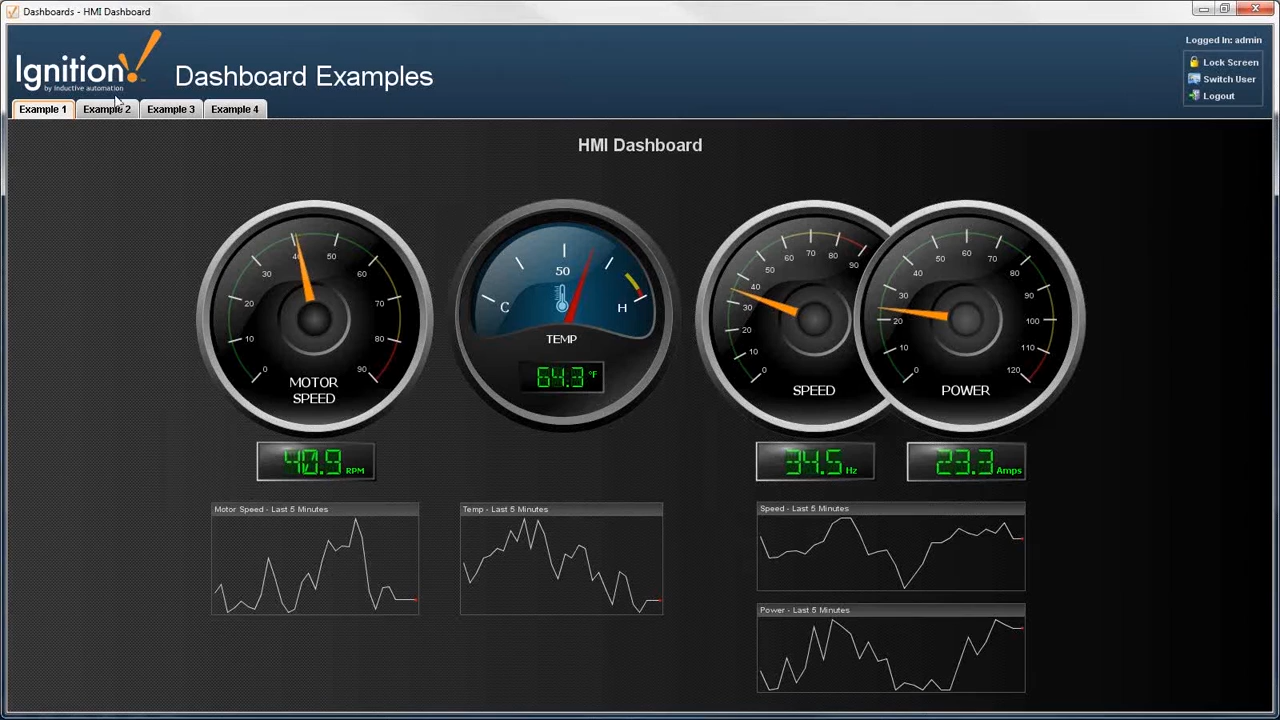 Dashboards - HMI Dashboard
Ignition!
by inductive automation
Dashboard Examples
Logged In: admin
Lock Screen
Switch User
Logout
Example 1 Example 2 Example 3 Example 4
HMI Dashboard
0 10 20 30 40 50 60 70 80 90
MOTOR
SPEED
40.9 RPM
C 50 H
TEMP
64.3 °F
0 10 20 30 50 60 70 80 90
SPEED
34.5 Hz
0 10 20 30 40 50 60 70 80 90 100 110 120
POWER
23.3 Amps
Motor Speed - Last 5 Minutes
Temp - Last 5 Minutes
Speed - Last 5 Minutes
Power - Last 5 Minutes